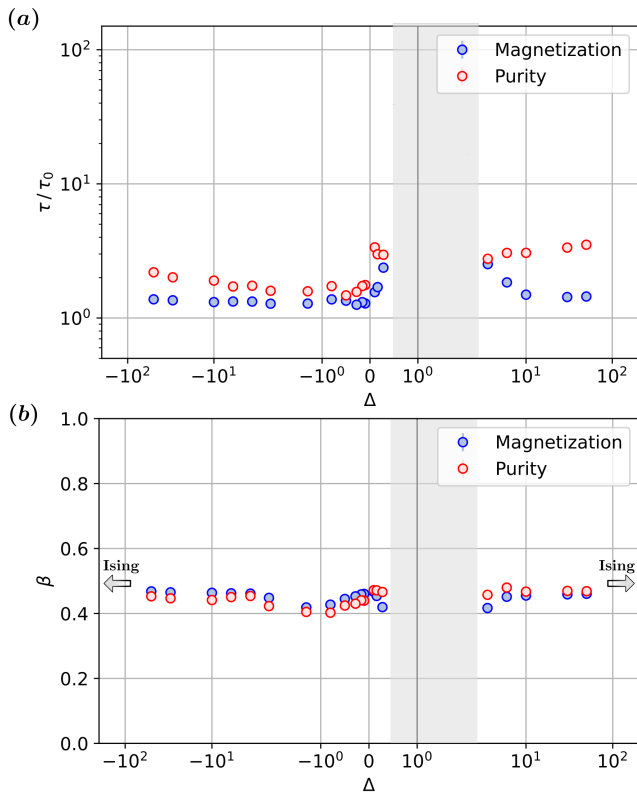 (a)
Magnetization
Purity
10²
10¹
10⁰
τ / τ₀
−10² −10¹ −10⁰ 0 10⁰ 10¹ 10²
Δ
(b)
Magnetization
Purity
1.0
0.8
0.6
0.4
0.2
0.0
β
Ising
Ising
−10² −10¹ −10⁰ 0 10⁰ 10¹ 10²
Δ